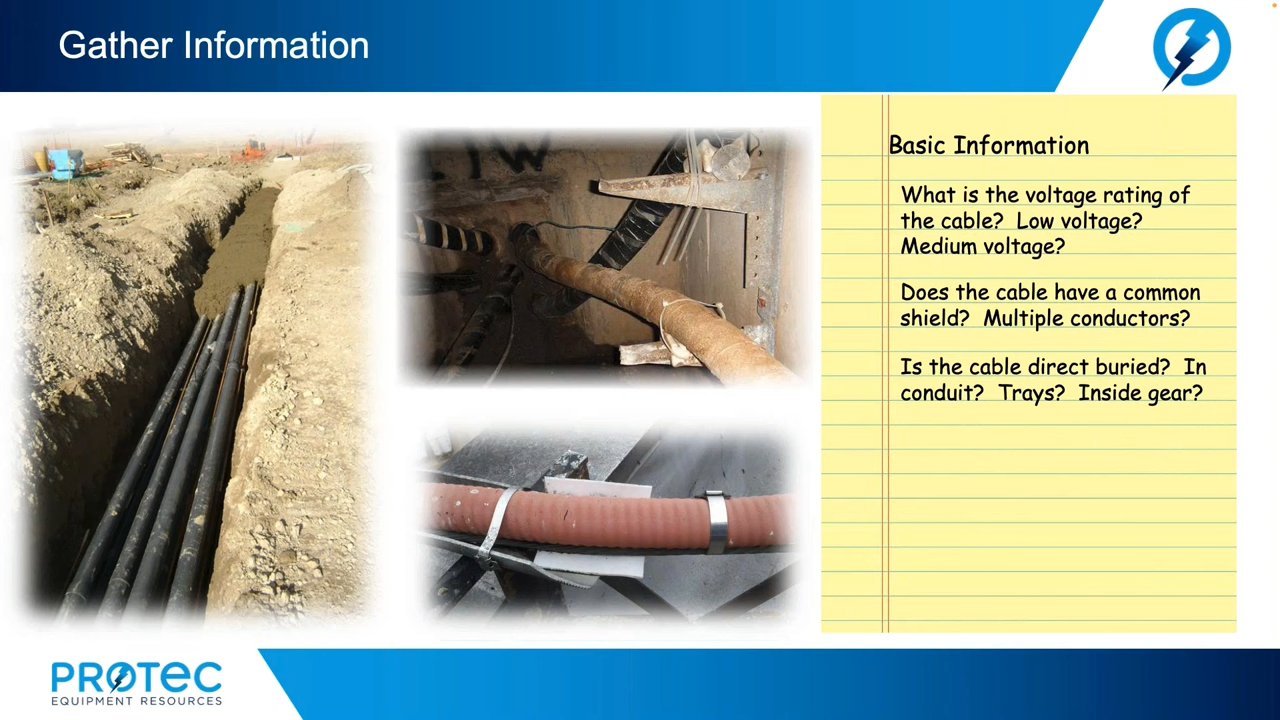 Gather Information
Basic Information
What is the voltage rating of
the cable? Low voltage?
Medium voltage?
Does the cable have a common
shield? Multiple conductors?
Is the cable direct buried? In
conduit? Trays? Inside gear?
PROTEC
EQUIPMENT RESOURCES